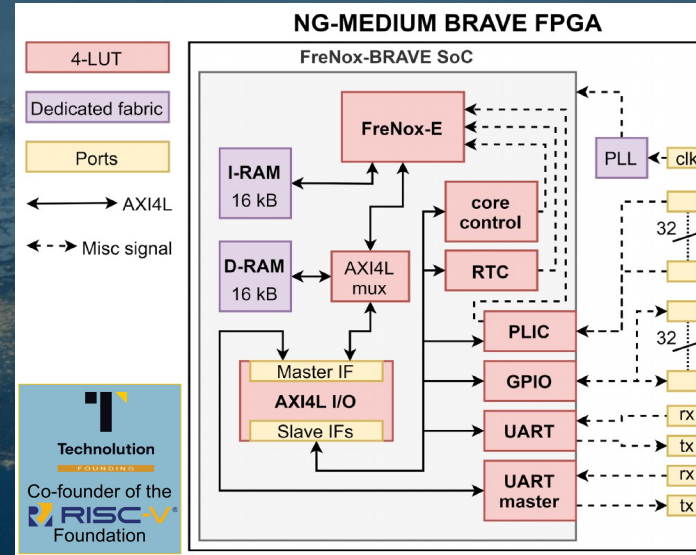 NG-MEDIUM BRAVE FPGA
4-LUT
Dedicated fabric
Ports
AXI4L
Misc signal
FreNox-BRAVE SoC
FreNox-E
I-RAM
16 kB
D-RAM
16 kB
AXI4L
mux
Master IF
AXI4L I/O
Slave IFs
core
control
RTC
PLIC
GPIO
UART
UART
master
PLL
clk
32
32
rx
tx
rx
tx
Technolution
FOUNDING
Co-founder of the
RISC-V®
Foundation